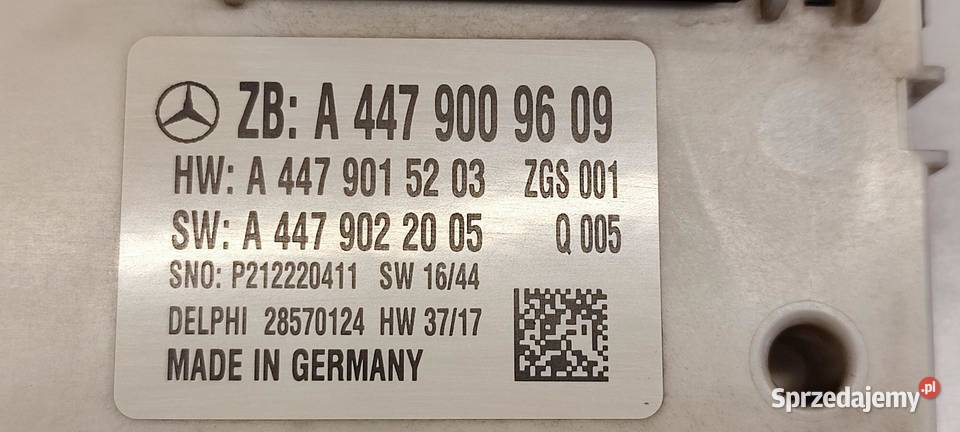 ZB: A 447 900 96 09
HW: A 447 901 52 03 ZGS 001
SW: A 447 902 20 05 Q 005
SNO: P212220411 SW 16/44
DELPHI 28570124 HW 37/17
MADE IN GERMANY
Sprzedajemy.pl